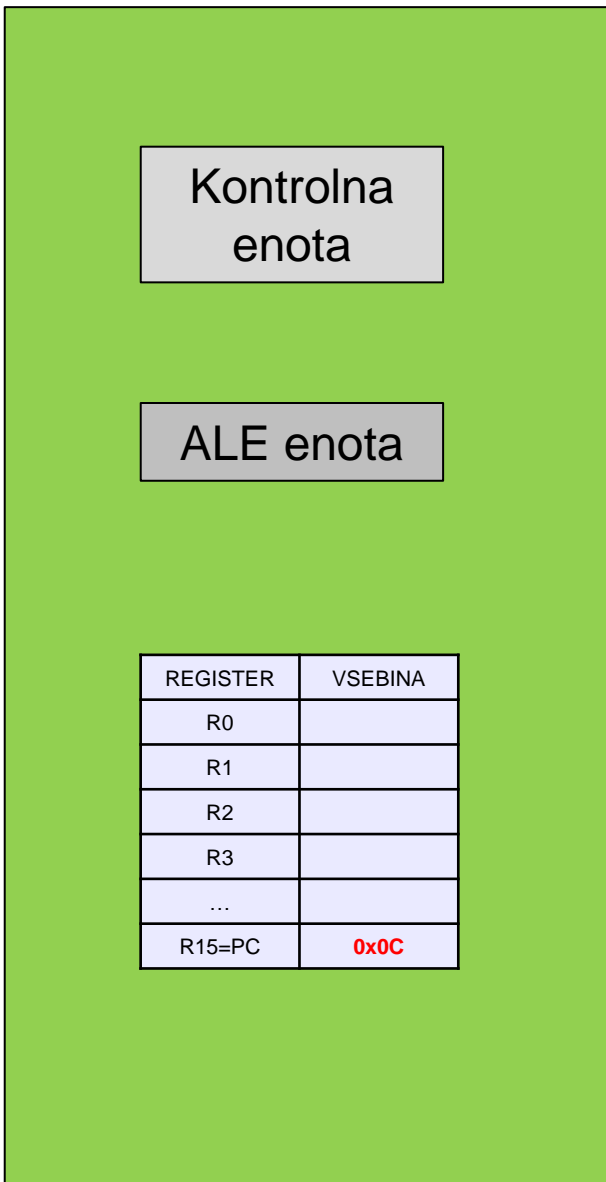 Kontrolna
enota
ALE enota
REGISTER VSEBINA
R0
R1
R2
R3
…
R15=PC 0x0C